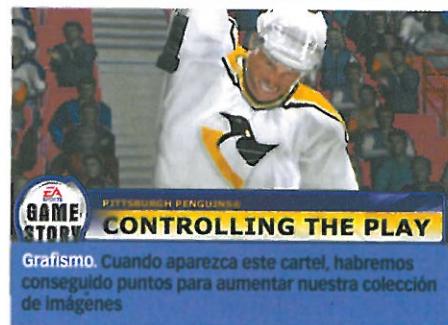 EA
SPORTS
GAME
STORY
PITTSBURGH PENGUINS®
CONTROLLING THE PLAY
Grafismo. Cuando aparezca este cartel, habremos
conseguido puntos para aumentar nuestra colección
de imágenes